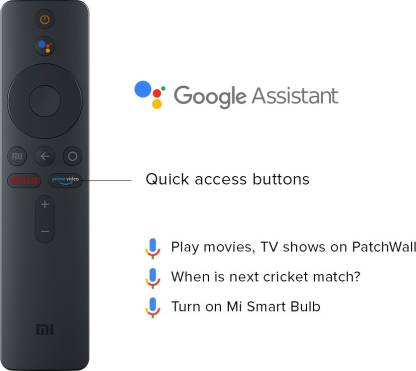 Google Assistant
MI
NETFLIX
prime video
Quick access buttons
+
−
Play movies, TV shows on PatchWall
When is next cricket match?
Turn on Mi Smart Bulb
MI